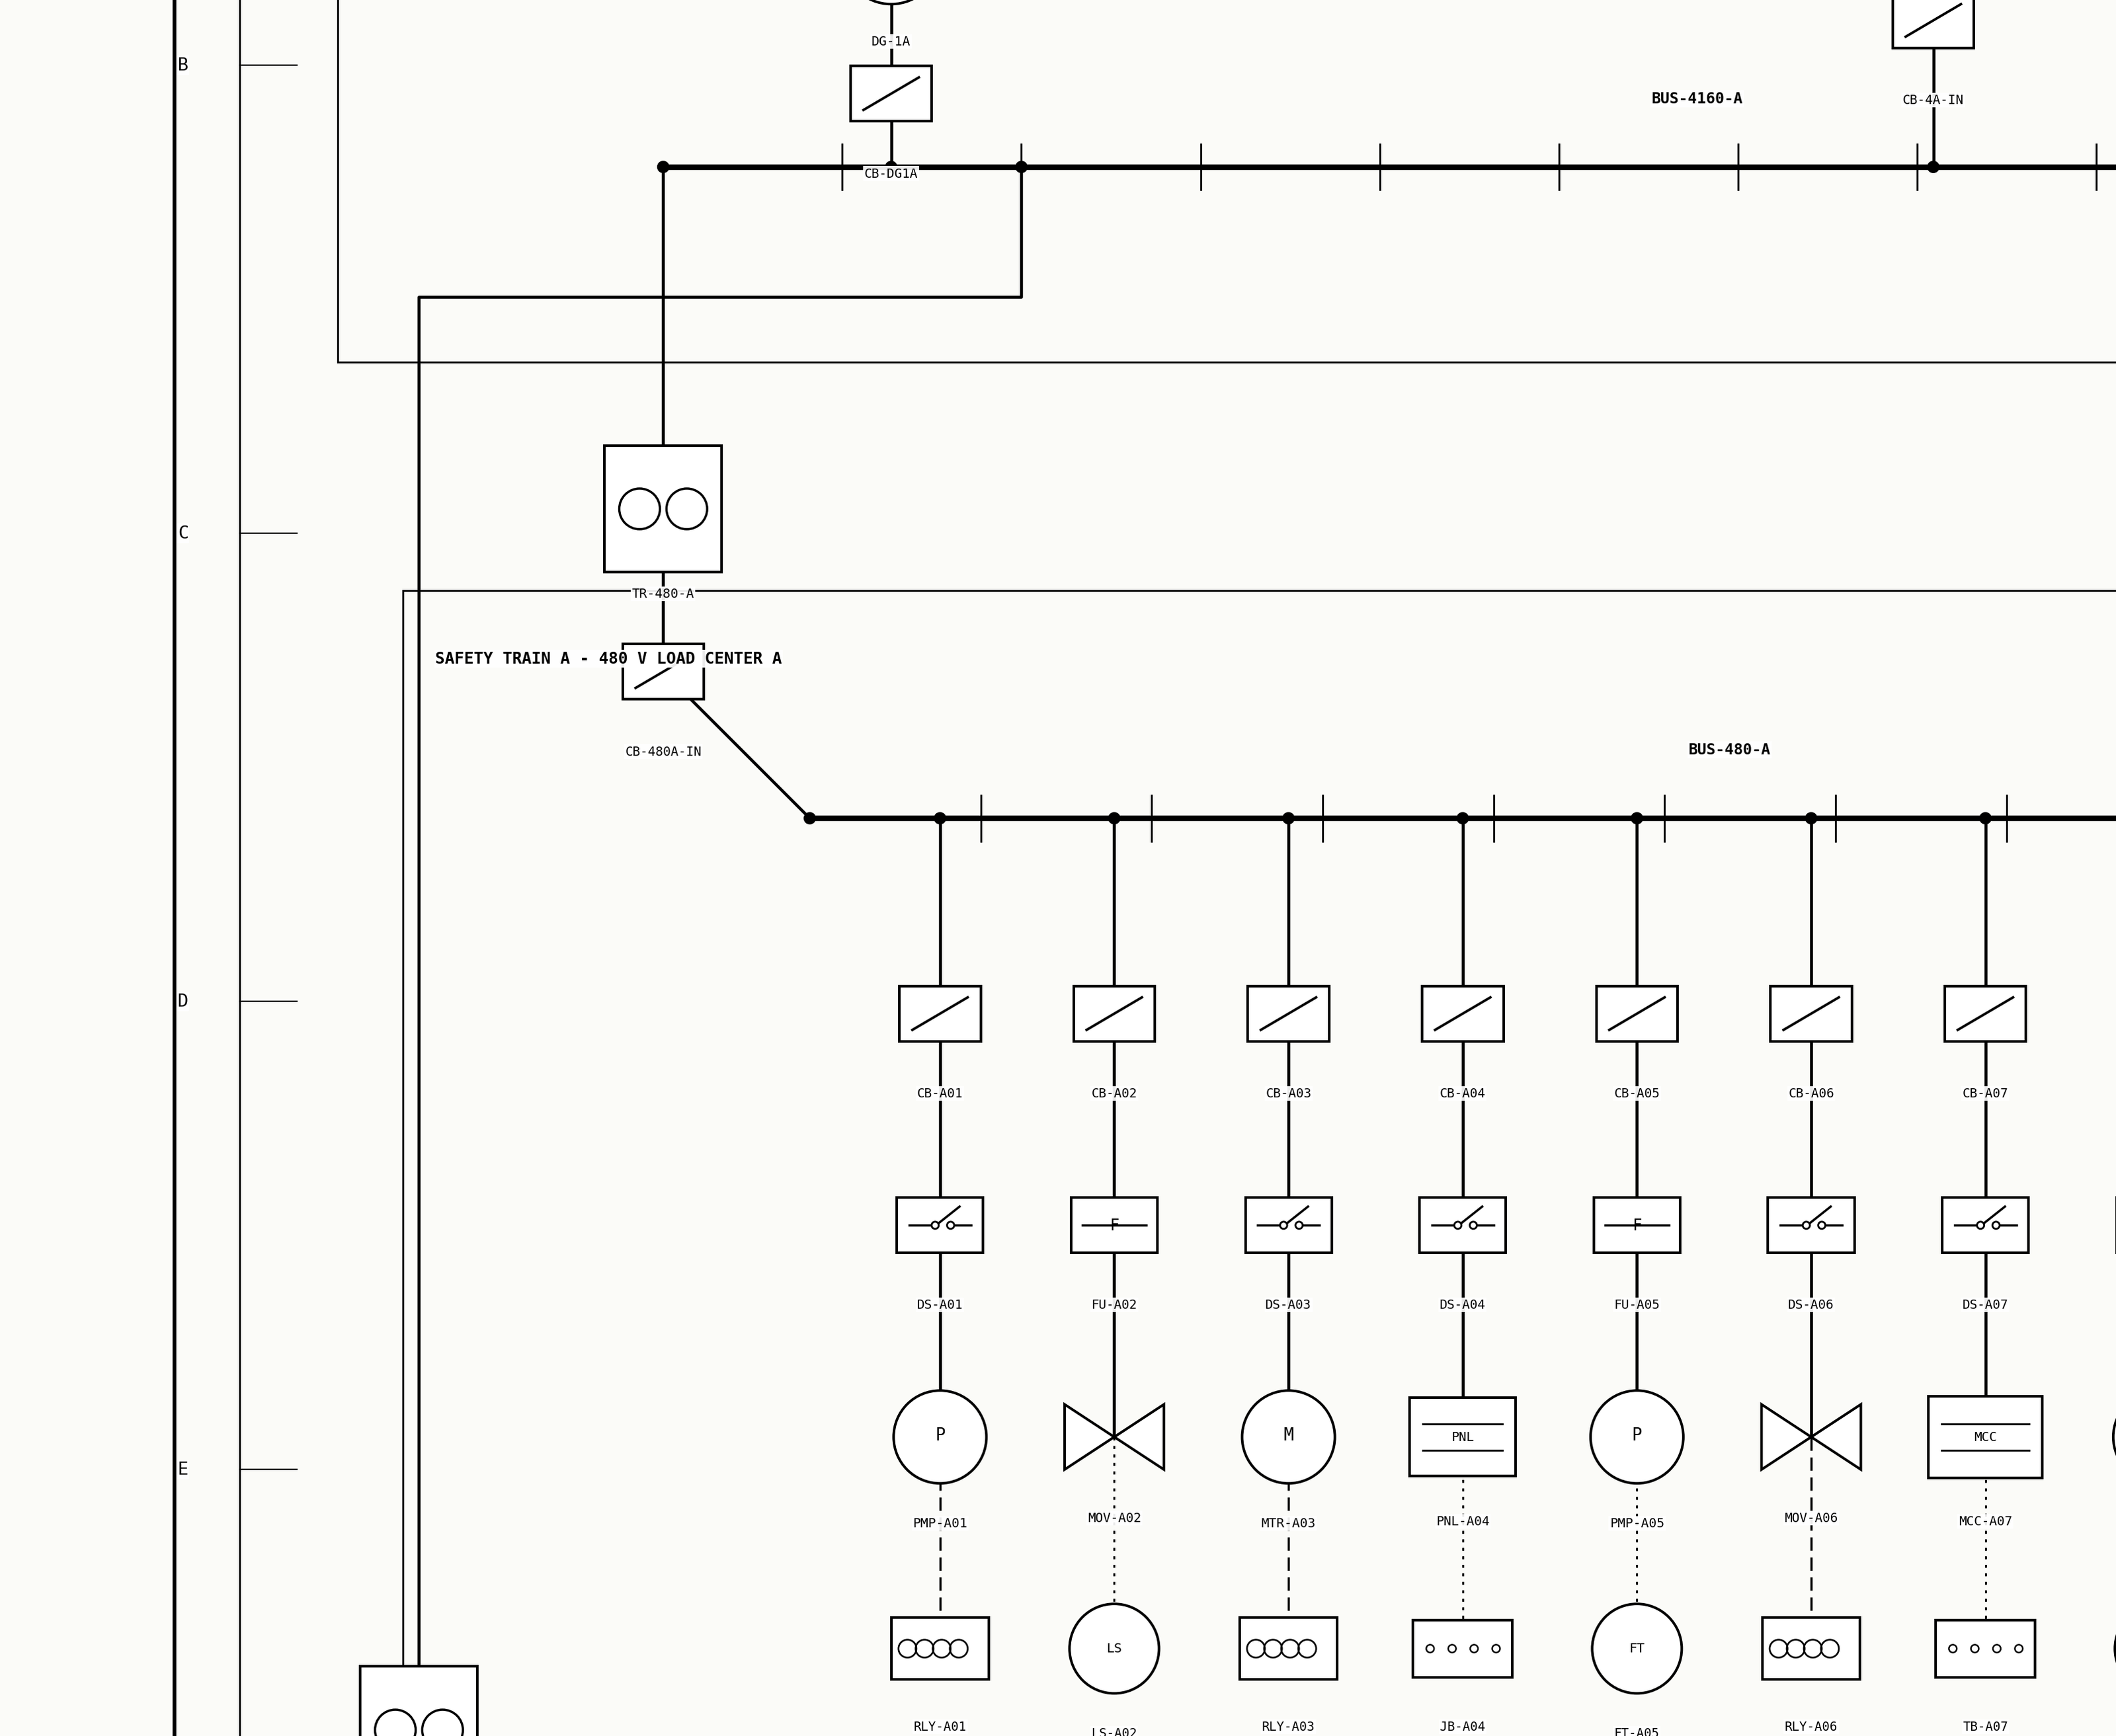 DG-1A
B
BUS-4160-A
CB-4A-IN
CB-DG1A
C
TR-480-A
SAFETY TRAIN A - 480 V LOAD CENTER A
CB-480A-IN
BUS-480-A
D
CB-A01 CB-A02 CB-A03 CB-A04 CB-A05 CB-A06 CB-A07
F F
DS-A01 FU-A02 DS-A03 DS-A04 FU-A05 DS-A06 DS-A07
P M PNL P MCC
E
PMP-A01 MOV-A02 MTR-A03 PNL-A04 PMP-A05 MOV-A06 MCC-A07
LS FT
RLY-A01 LS-A02 RLY-A03 JB-A04 FT-A05 RLY-A06 TB-A07